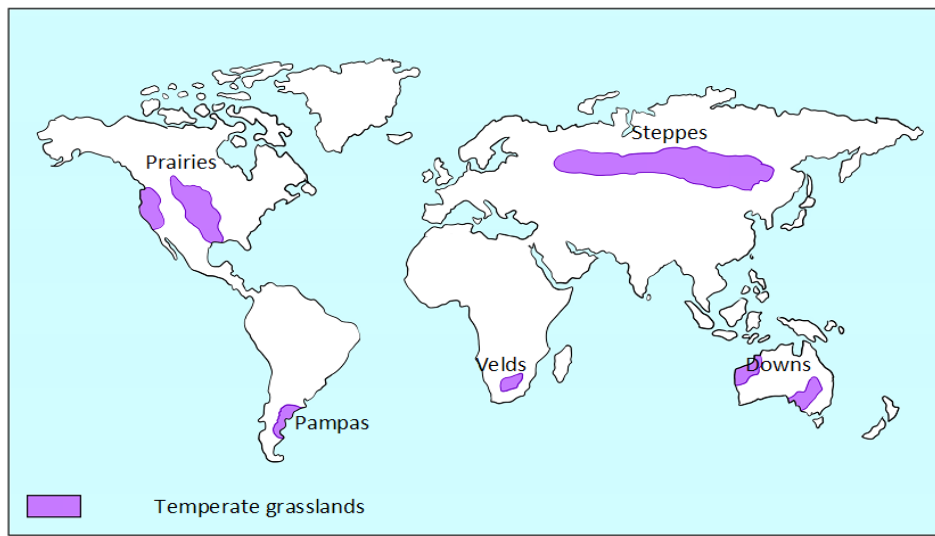 Steppes
Prairies
Velds
Downs
Pampas
Temperate grasslands